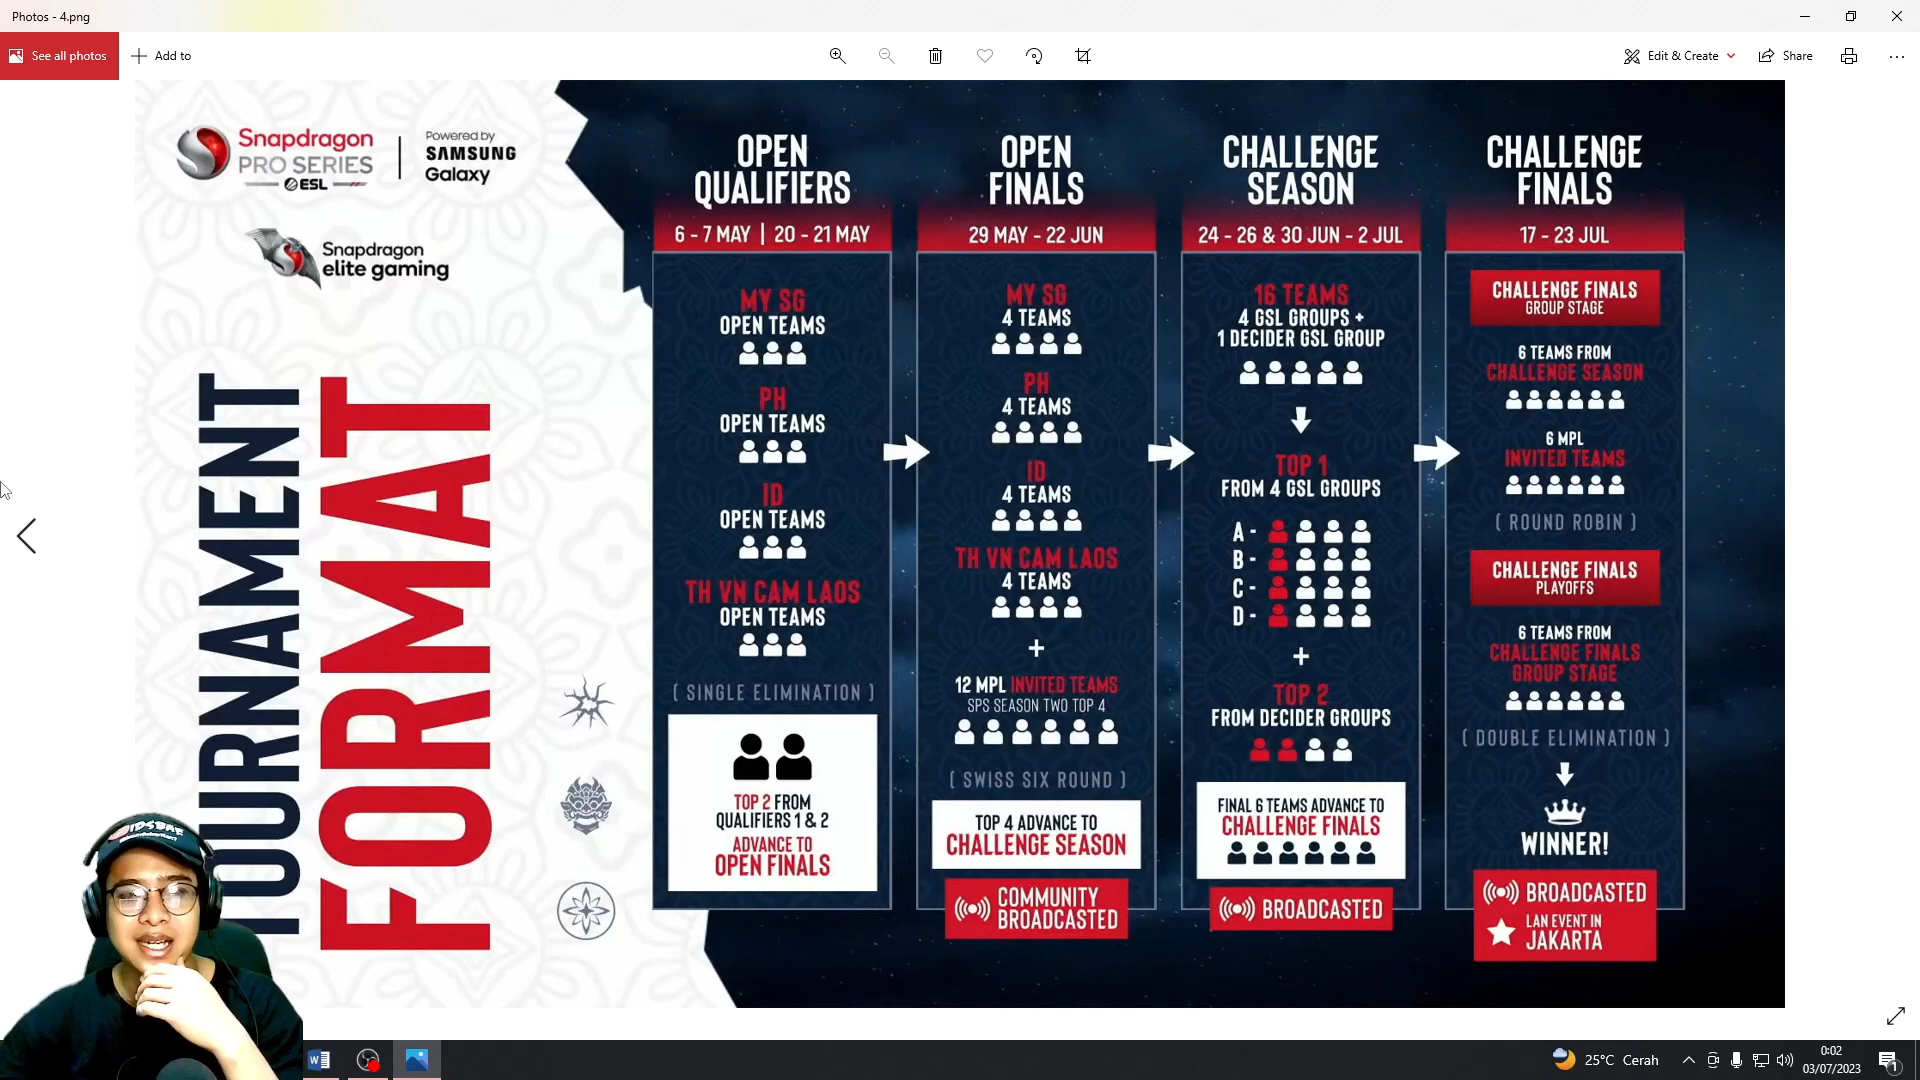 Photos - 4.png
See all photos
Add to
Edit & Create
Share
Snapdragon
PRO SERIES
ESL
Powered by
SAMSUNG
Galaxy
Snapdragon
elite gaming
TOURNAMENT
FORMAT
OPEN
QUALIFIERS
6 - 7 MAY | 20 - 21 MAY
MY SG
OPEN TEAMS
PH
OPEN TEAMS
ID
OPEN TEAMS
TH VN CAM LAOS
OPEN TEAMS
[ SINGLE ELIMINATION ]
TOP 2 FROM
QUALIFIERS 1 & 2
ADVANCE TO
OPEN FINALS
OPEN
FINALS
29 MAY - 22 JUN
MY SG
4 TEAMS
PH
4 TEAMS
ID
4 TEAMS
TH VN CAM LAOS
4 TEAMS
+
12 MPL INVITED TEAMS
SPS SEASON TWO TOP 4
[ SWISS SIX ROUND ]
TOP 4 ADVANCE TO
CHALLENGE SEASON
COMMUNITY
BROADCASTED
CHALLENGE
SEASON
24 - 26 & 30 JUN - 2 JUL
16 TEAMS
4 GSL GROUPS +
1 DECIDER GSL GROUP
TOP 1
FROM 4 GSL GROUPS
A -
B -
C -
D -
+
TOP 2
FROM DECIDER GROUPS
FINAL 6 TEAMS ADVANCE TO
CHALLENGE FINALS
BROADCASTED
CHALLENGE
FINALS
17 - 23 JUL
CHALLENGE FINALS
GROUP STAGE
6 TEAMS FROM
CHALLENGE SEASON
6 MPL
INVITED TEAMS
[ ROUND ROBIN ]
CHALLENGE FINALS
PLAYOFFS
6 TEAMS FROM
CHALLENGE FINALS
GROUP STAGE
[ DOUBLE ELIMINATION ]
WINNER!
BROADCASTED
LAN EVENT IN
JAKARTA
25°C Cerah
0:02
03/07/2023
1